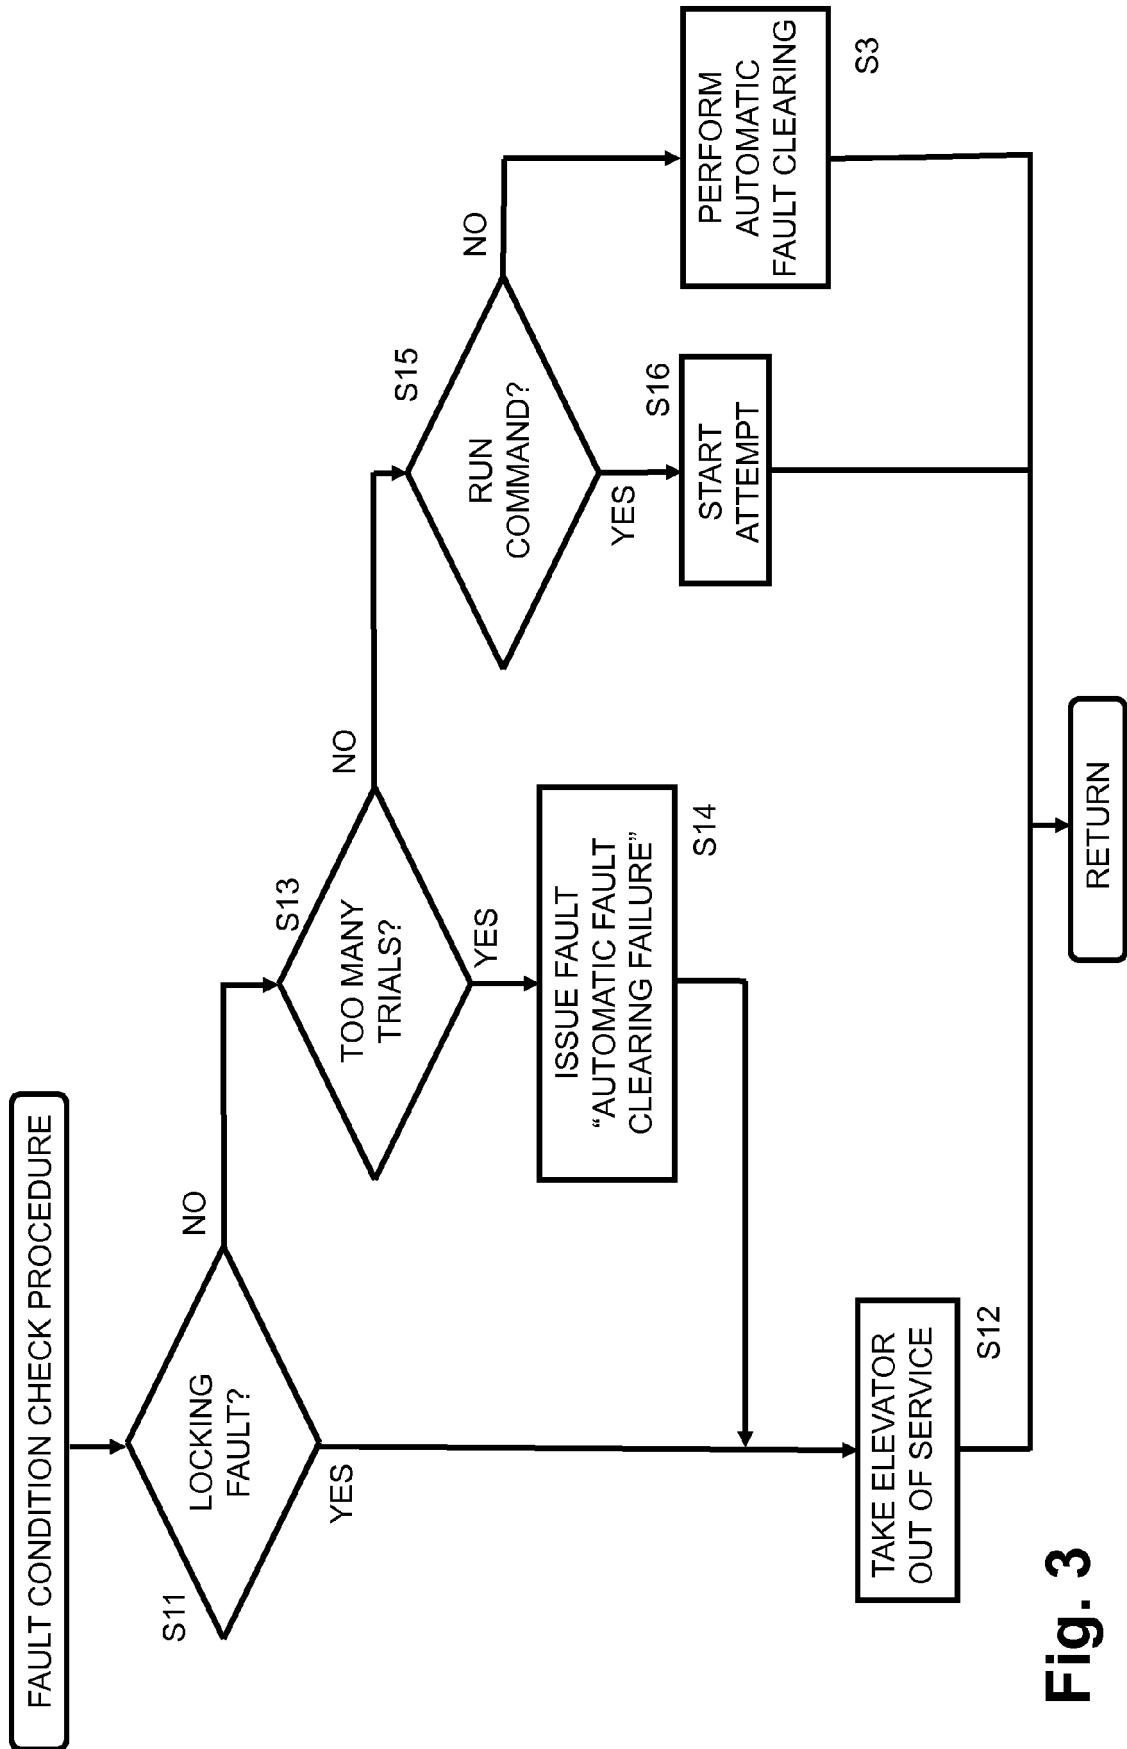 FAULT CONDITION CHECK PROCEDURE
S11
LOCKING
FAULT?
NO
YES
S13
TOO MANY
TRIALS?
NO
YES
S15
RUN
COMMAND?
NO
YES
ISSUE FAULT
“AUTOMATIC FAULT
CLEARING FAILURE”
S14
S16
START
ATTEMPT
PERFORM
AUTOMATIC
FAULT CLEARING
S3
TAKE ELEVATOR
OUT OF SERVICE
S12
RETURN
Fig. 3